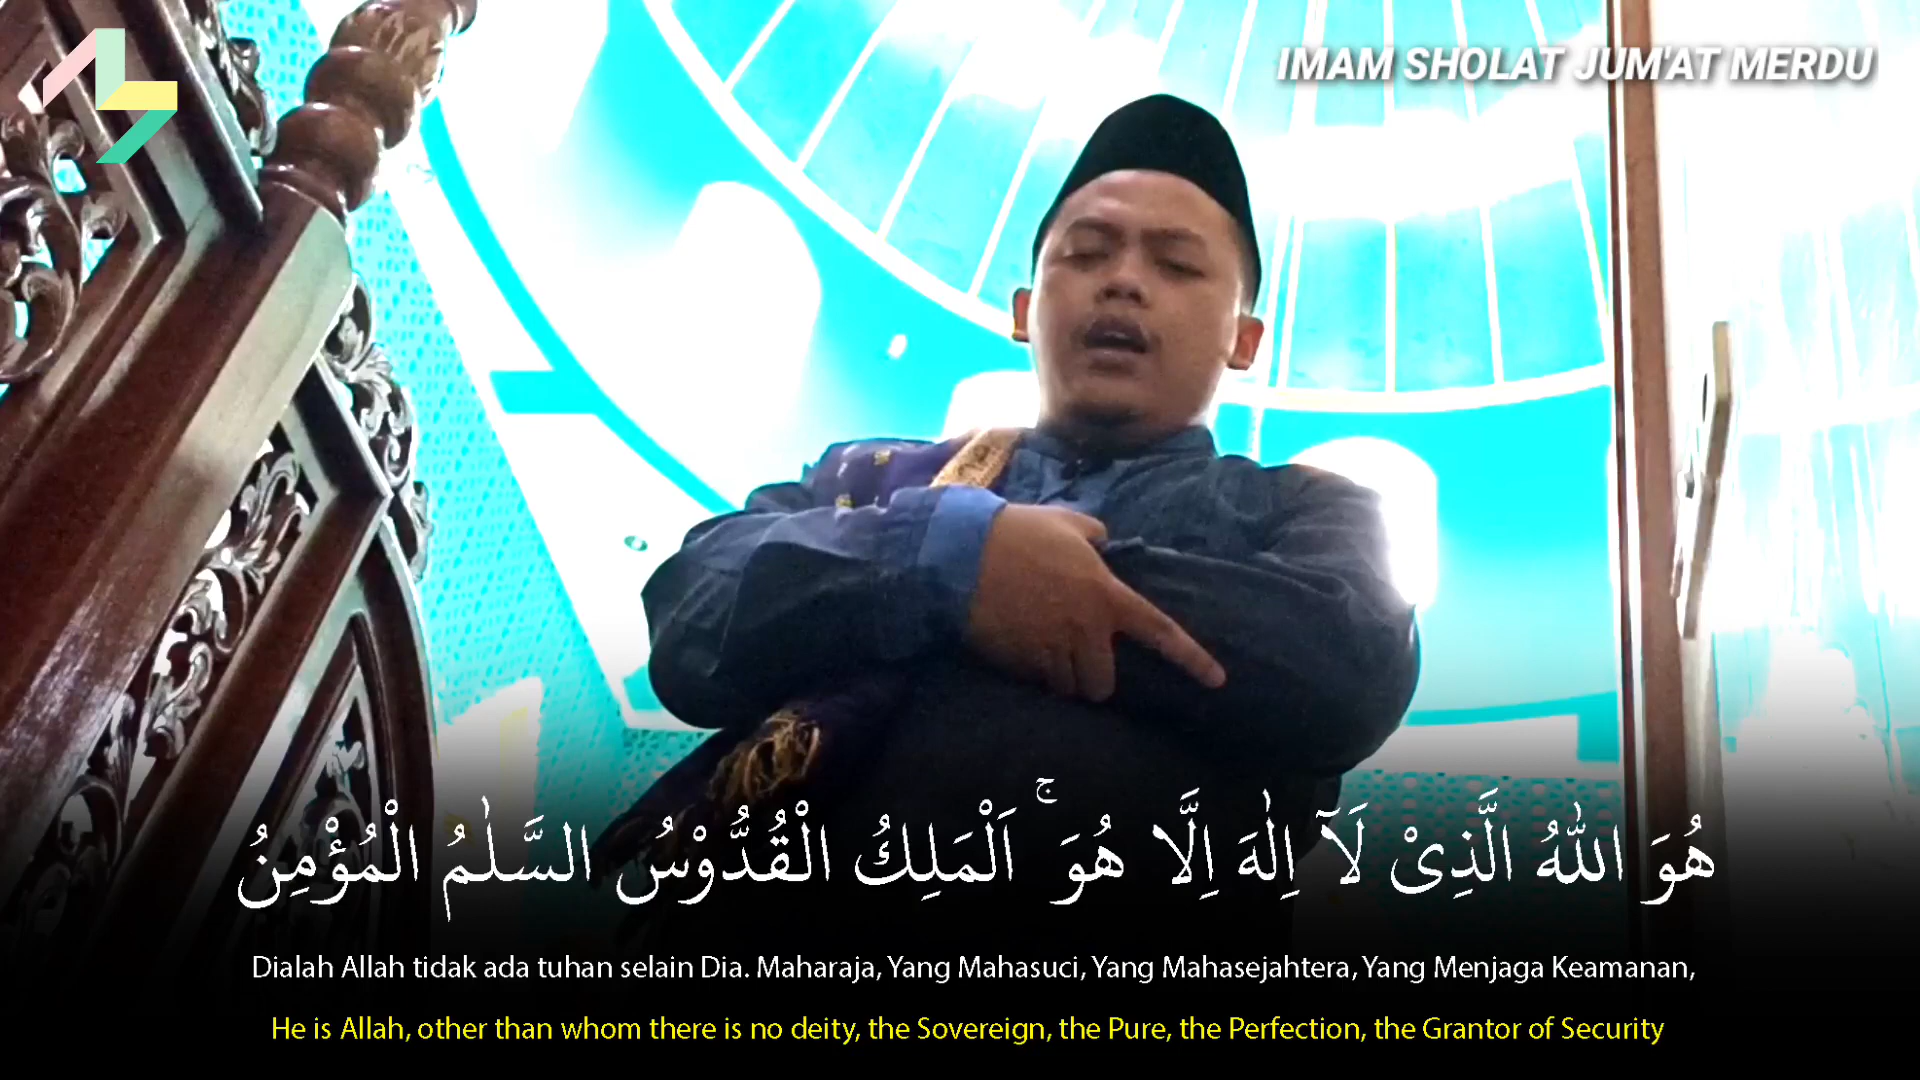 IMAM SHOLAT JUM'AT MERDU
هُوَ اللّٰهُ الَّذِيْ لَآ اِلٰهَ اِلَّا هُوَ ۚ اَلْمَلِكُ الْقُدُّوْسُ السَّلٰمُ الْمُؤْمِنُ
Dialah Allah tidak ada tuhan selain Dia. Maharaja, Yang Mahasuci, Yang Mahasejahtera, Yang Menjaga Keamanan,
He is Allah, other than whom there is no deity, the Sovereign, the Pure, the Perfection, the Grantor of Security